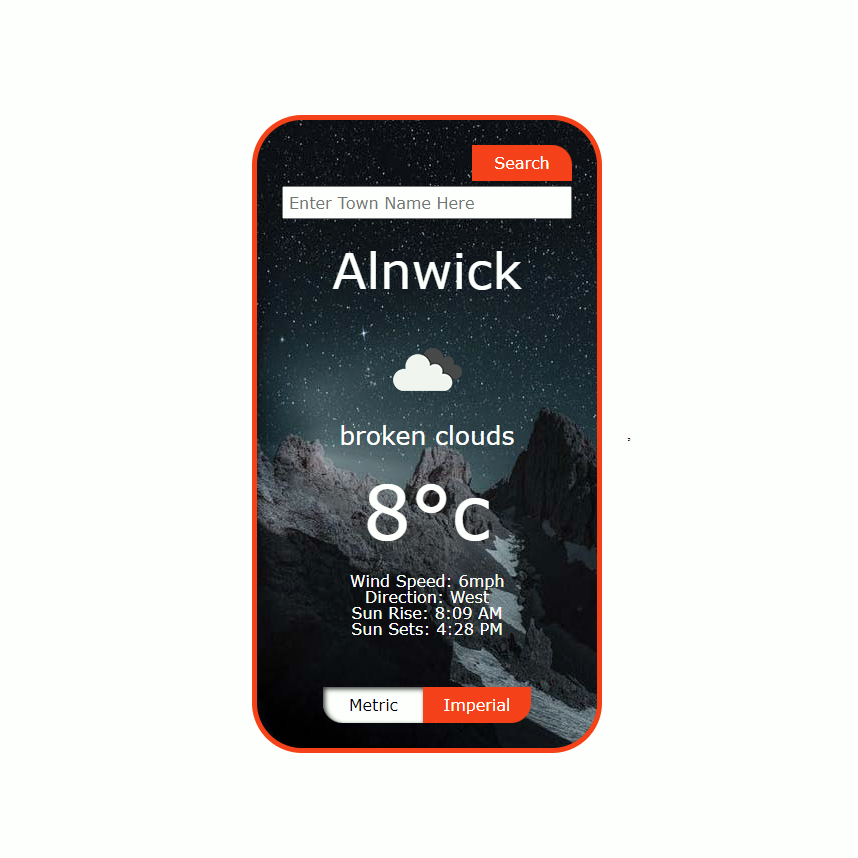 Search
Enter Town Name Here
Alnwick
broken clouds
8°c
Wind Speed: 6mph
Direction: West
Sun Rise: 8:09 AM
Sun Sets: 4:28 PM
Metric Imperial